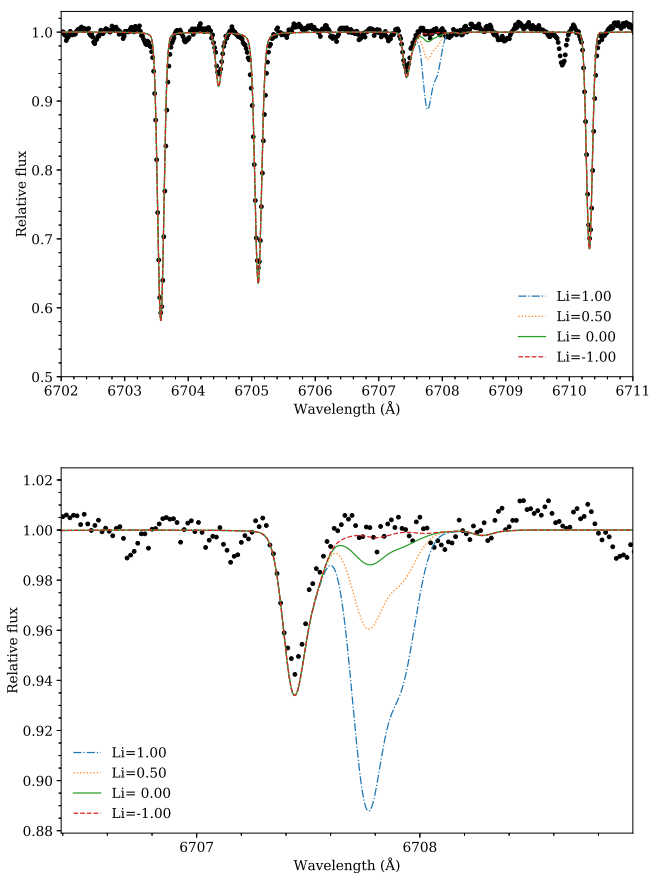 1.0
0.9
0.8
0.7
0.6
0.5
Relative flux
Li=1.00
Li=0.50
Li= 0.00
Li=-1.00
6702 6703 6704 6705 6706 6707 6708 6709 6710 6711
Wavelength (Å)
1.02
1.00
0.98
0.96
0.94
0.92
0.90
0.88
Relative flux
Li=1.00
Li=0.50
Li= 0.00
Li=-1.00
6707 6708
Wavelength (Å)